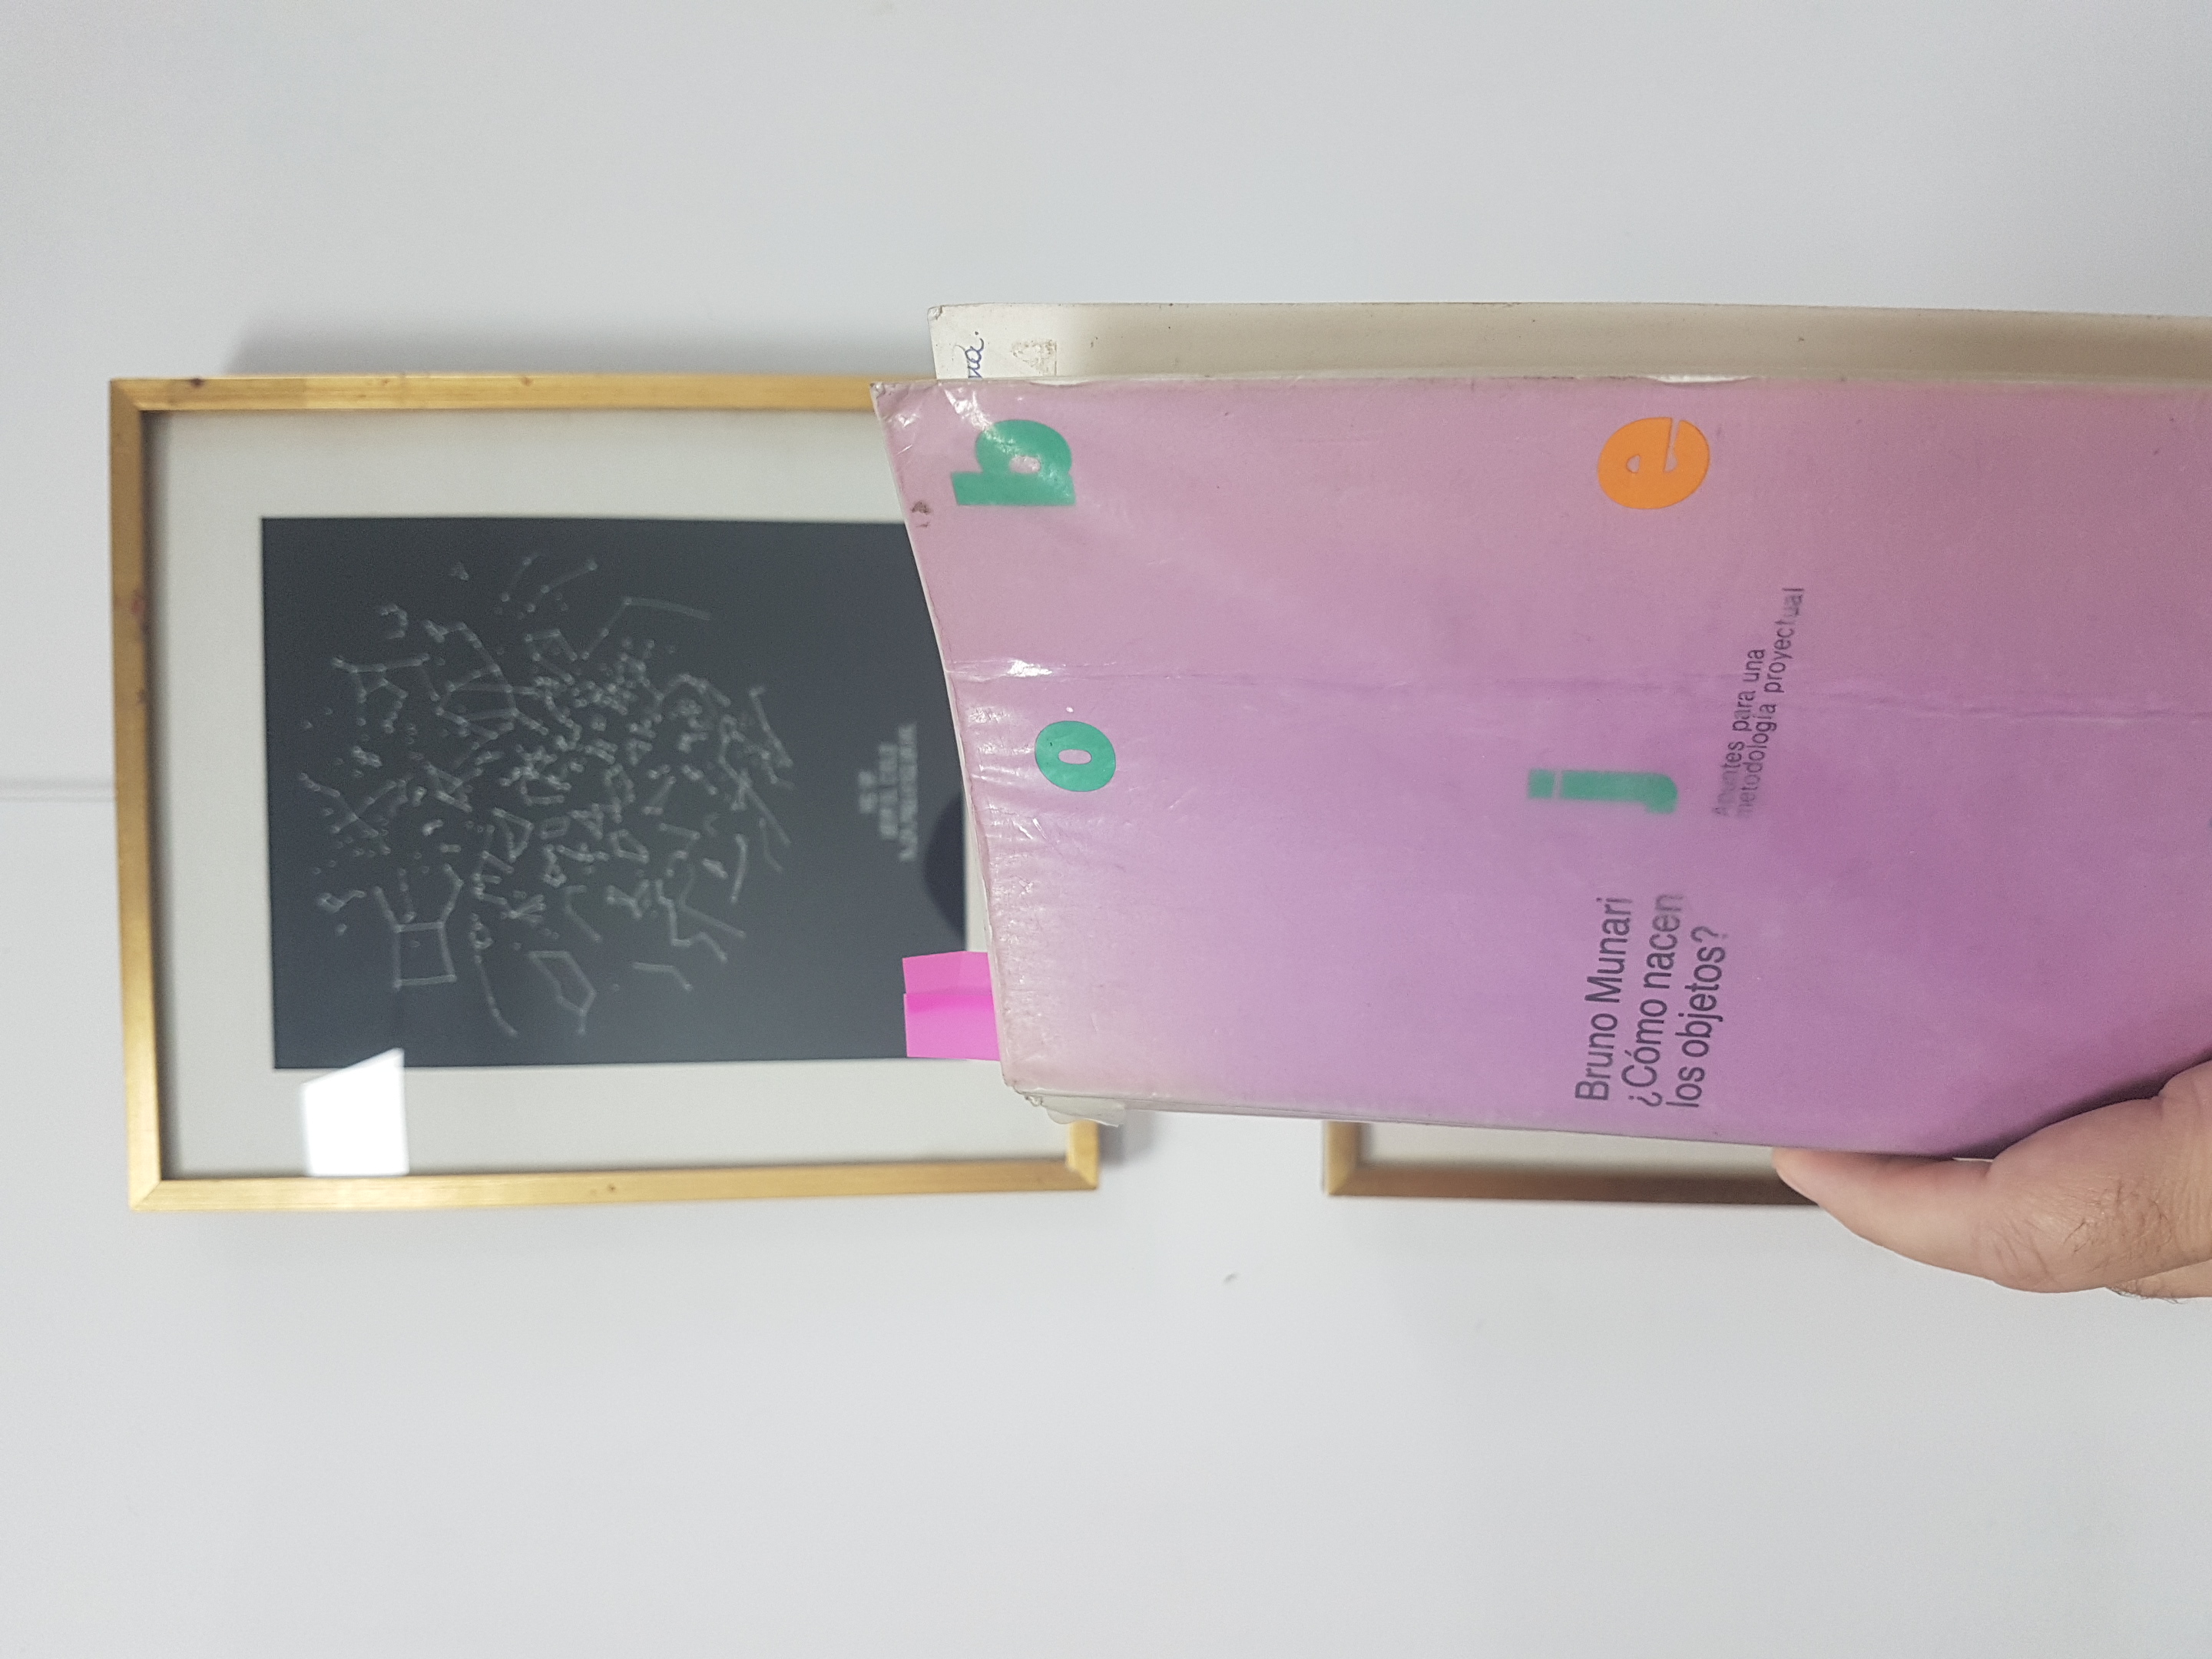 o b
Bruno Munari
¿Cómo nacen
los objetos?
j e
Apuntes para una
metodología proyectual